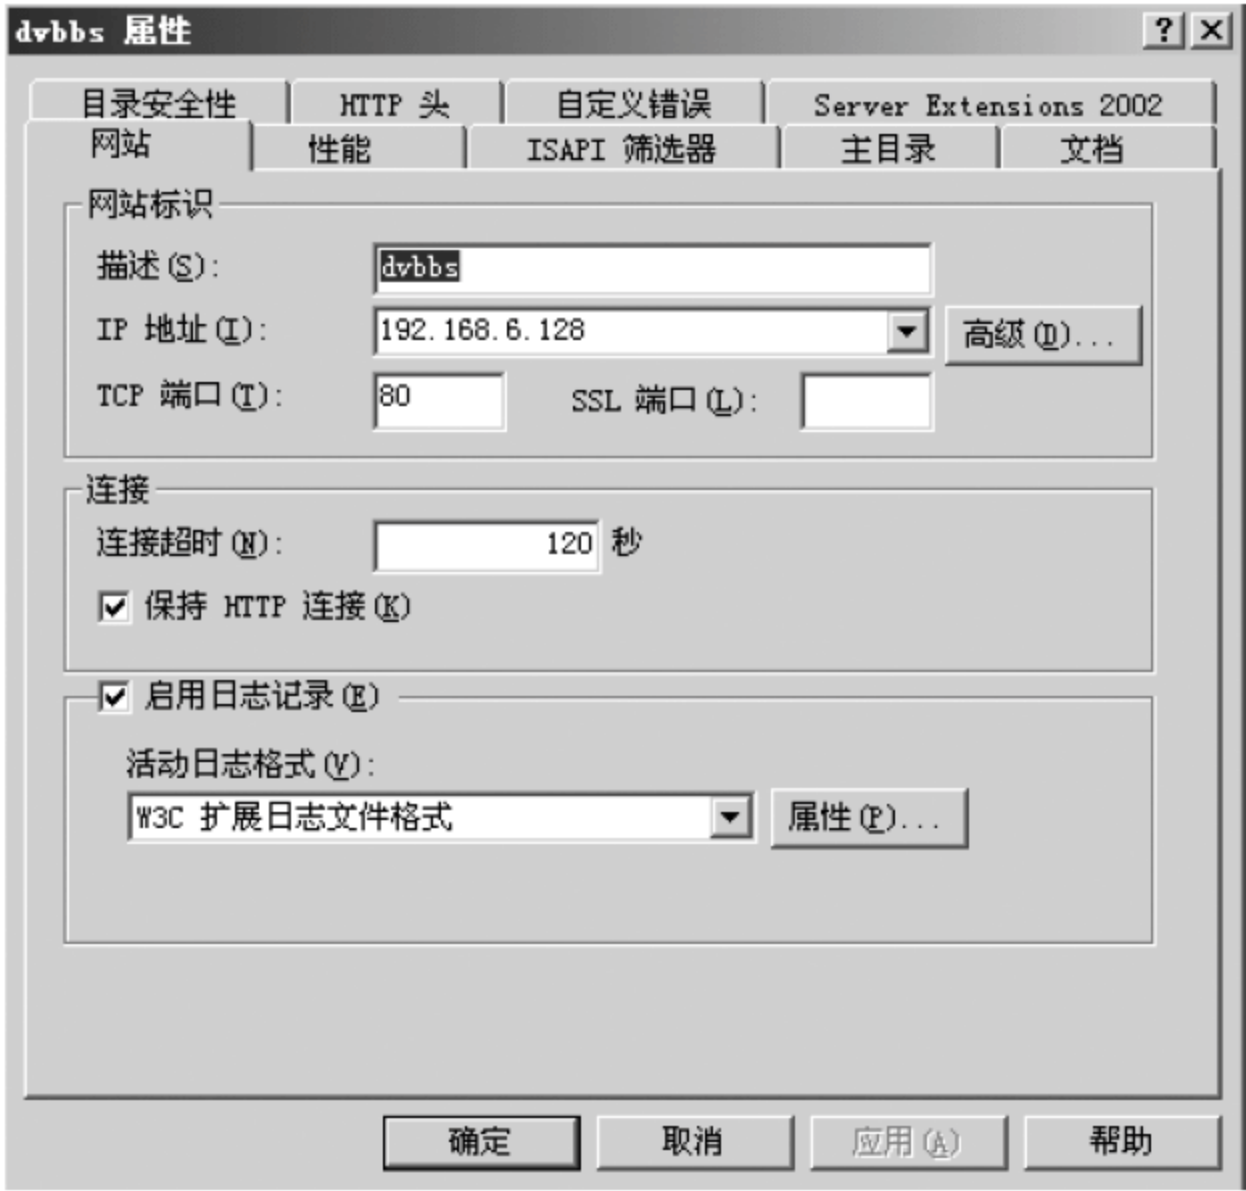 dvbbs 属性
目录安全性 HTTP 头 自定义错误 Server Extensions 2002
网站 性能 ISAPI 筛选器 主目录 文档
网站标识
描述(S): dvbbs
IP 地址(I): 192.168.6.128 高级(D)...
TCP 端口(T): 80 SSL 端口(L):
连接
连接超时(N): 120 秒
保持 HTTP 连接(K)
启用日志记录(E)
活动日志格式(V):
W3C 扩展日志文件格式 属性(P)...
确定 取消 应用(A) 帮助